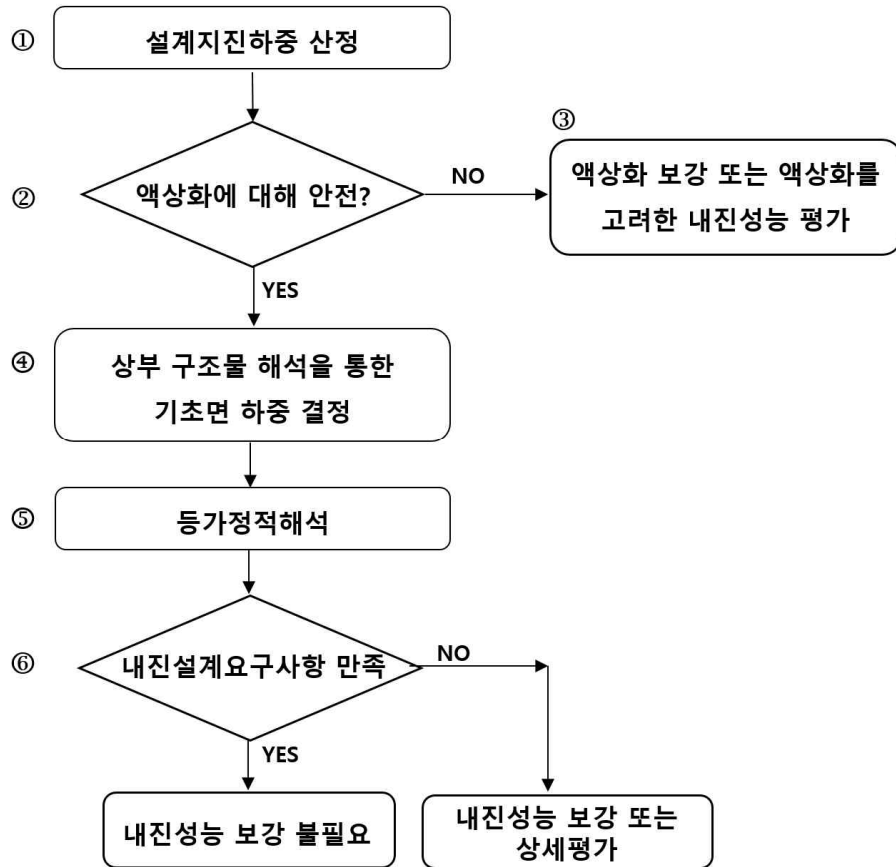 ① 설계지진하중 산정
② 액상화에 대해 안전?
NO
③
액상화 보강 또는 액상화를
고려한 내진성능 평가
YES
④ 상부 구조물 해석을 통한
기초면 하중 결정
⑤ 등가정적해석
⑥ 내진설계요구사항 만족
NO
YES
내진성능 보강 불필요
내진성능 보강 또는
상세평가